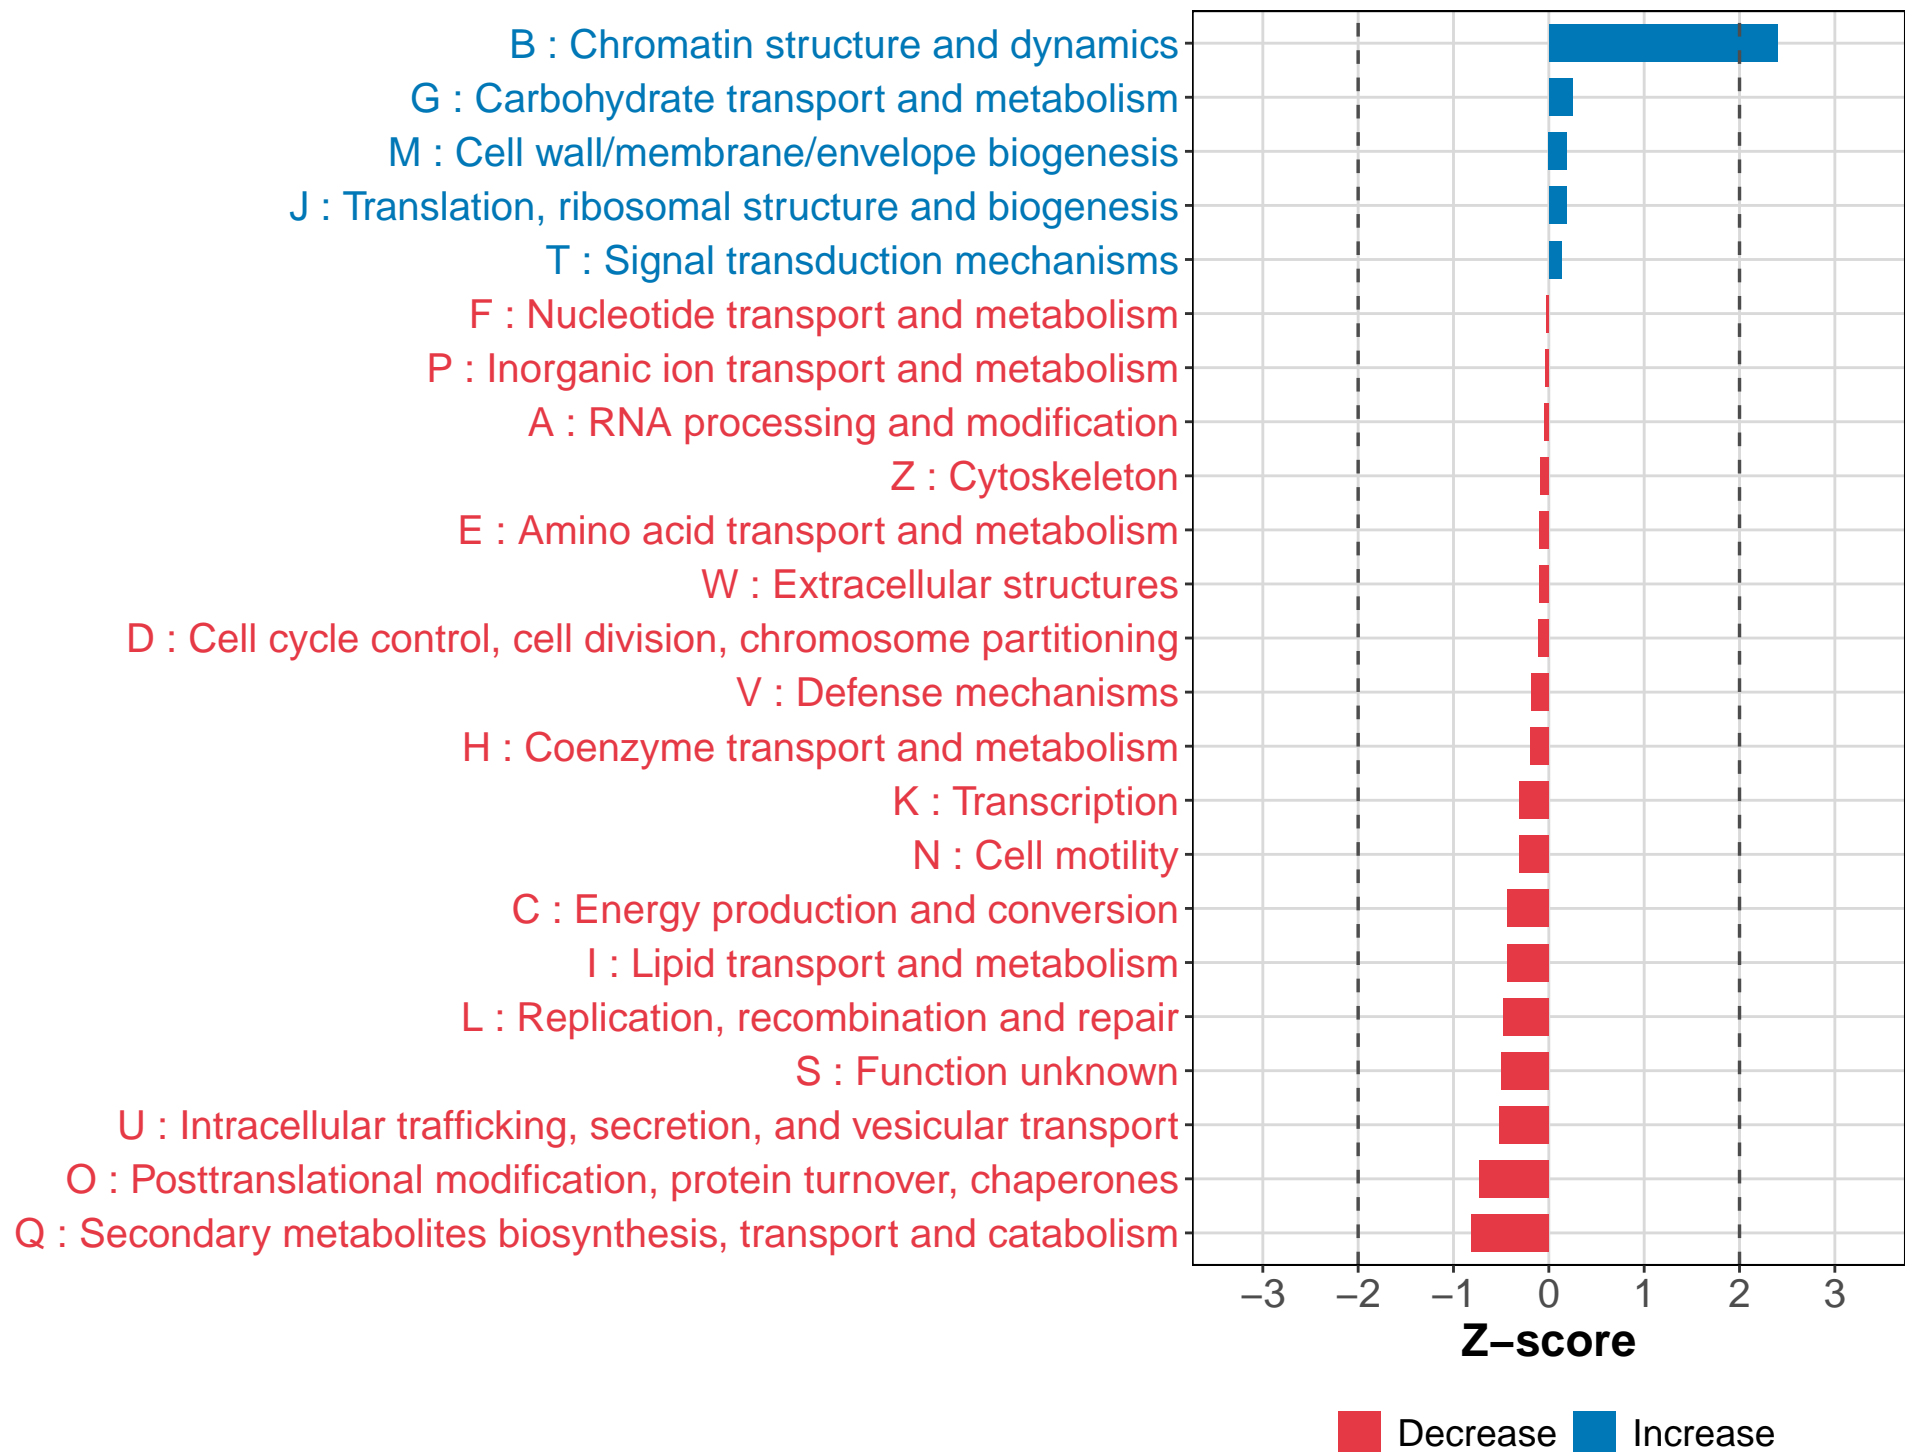 B : Chromatin structure and dynamics
G : Carbohydrate transport and metabolism
M : Cell wall/membrane/envelope biogenesis
J : Translation, ribosomal structure and biogenesis
T : Signal transduction mechanisms
F : Nucleotide transport and metabolism
P : Inorganic ion transport and metabolism
A : RNA processing and modification
Z : Cytoskeleton
E : Amino acid transport and metabolism
W : Extracellular structures
D : Cell cycle control, cell division, chromosome partitioning
V : Defense mechanisms
H : Coenzyme transport and metabolism
K : Transcription
N : Cell motility
C : Energy production and conversion
I : Lipid transport and metabolism
L : Replication, recombination and repair
S : Function unknown
U : Intracellular trafficking, secretion, and vesicular transport
O : Posttranslational modification, protein turnover, chaperones
Q : Secondary metabolites biosynthesis, transport and catabolism
−3 −2 −1 0 1 2 3
Z−score
Decrease Increase